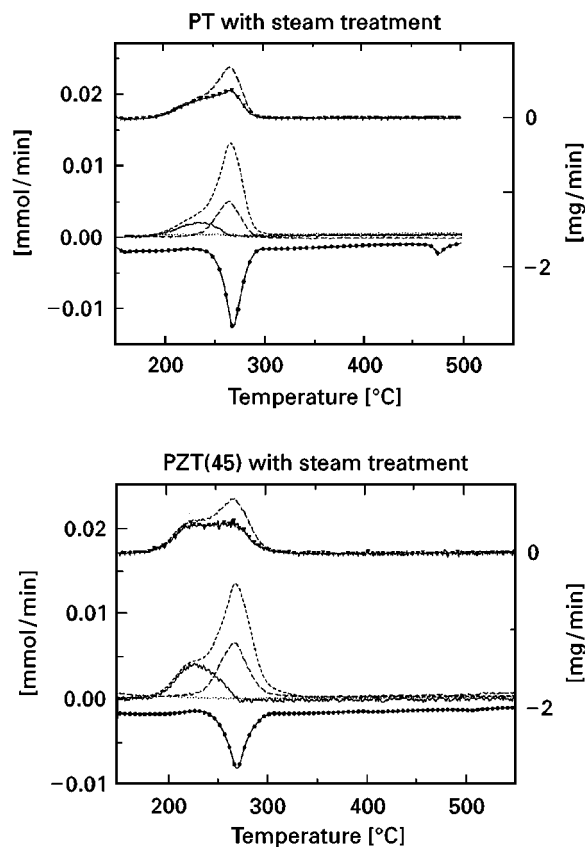 PT with steam treatment
0.02
0.01
0.00
−0.01
[mmol/min]
0
−2
[mg/min]
200 300 400 500
Temperature [°C]
PZT(45) with steam treatment
0.02
0.01
0.00
−0.01
[mmol/min]
0
−2
[mg/min]
200 300 400 500
Temperature [°C]